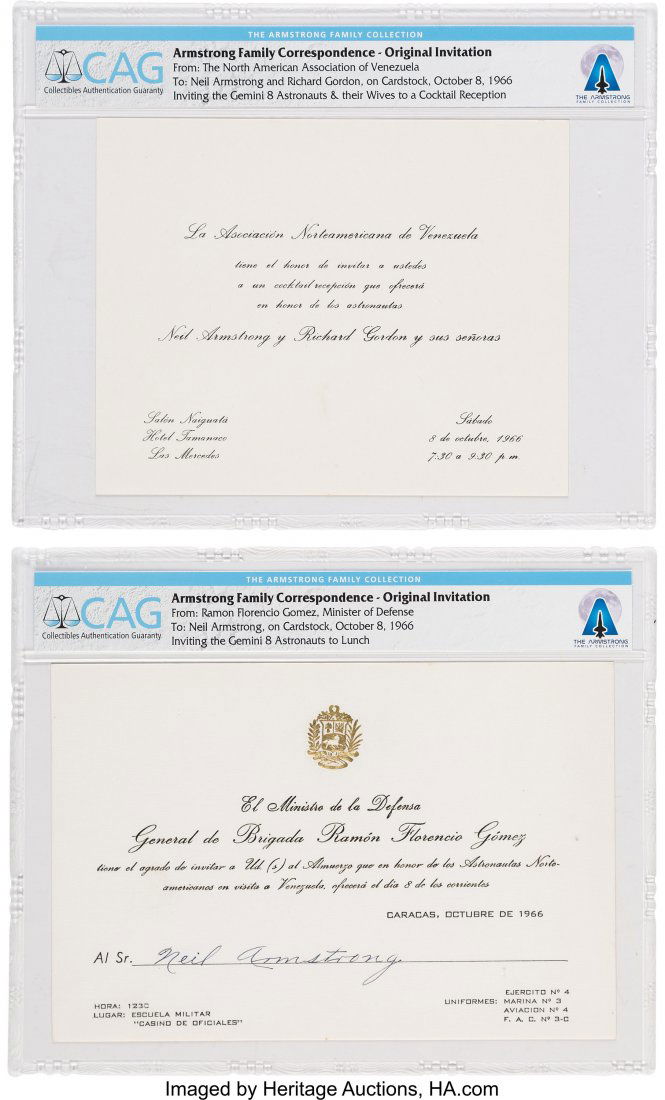 THE ARMSTRONG FAMILY COLLECTION
CAG
Collectibles Authentication Guaranty
Armstrong Family Correspondence - Original Invitation
From: The North American Association of Venezuela
To: Neil Armstrong and Richard Gordon, on Cardstock, October 8, 1966
Inviting the Gemini 8 Astronauts & their Wives to a Cocktail Reception
THE ARMSTRONG
FAMILY COLLECTION
La Asociación Norteamericana de Venezuela
tiene el honor de invitar a ustedes
a un cocktail recepción que ofrecerá
en honor de los astronautas
Neil Armstrong y Richard Gordon y sus señoras
Salón Naiguatá
Hotel Tamanaco
Las Mercedes
Sábado
8 de octubre, 1966
7:30 a 9:30 p.m.
THE ARMSTRONG FAMILY COLLECTION
CAG
Collectibles Authentication Guaranty
Armstrong Family Correspondence - Original Invitation
From: Ramon Florencio Gomez, Minister of Defense
To: Neil Armstrong, on Cardstock, October 8, 1966
Inviting the Gemini 8 Astronauts to Lunch
THE ARMSTRONG
FAMILY COLLECTION
El Ministro de la Defensa
General de Brigada Ramón Florencio Gómez
tiene el agrado de invitar a Ud. (s) al Almuerzo que en honor de los Astronautas Norte-
americanos en visita a Venezuela, ofrecerá el día 8 de los corrientes
CARACAS, OCTUBRE DE 1966
Al Sr. Neil Armstrong
HORA: 1230
LUGAR: ESCUELA MILITAR
"CASINO DE OFICIALES"
EJERCITO Nº 4
UNIFORMES: MARINA Nº 3
AVIACION Nº 4
F. A. C. Nº 3-C
Imaged by Heritage Auctions, HA.com